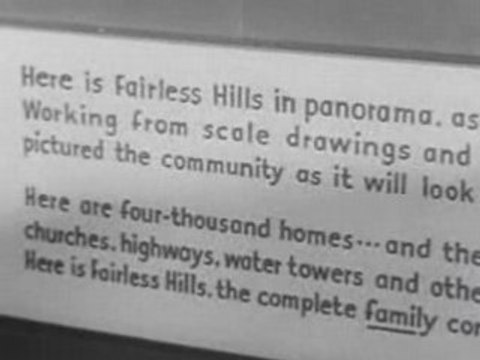 Here is Fairless Hills in panorama. as
Working from scale drawings and
pictured the community as it will look
Here are four-thousand homes...and the
churches. highways. water towers and othe
Here is Fairless Hills. the complete family co